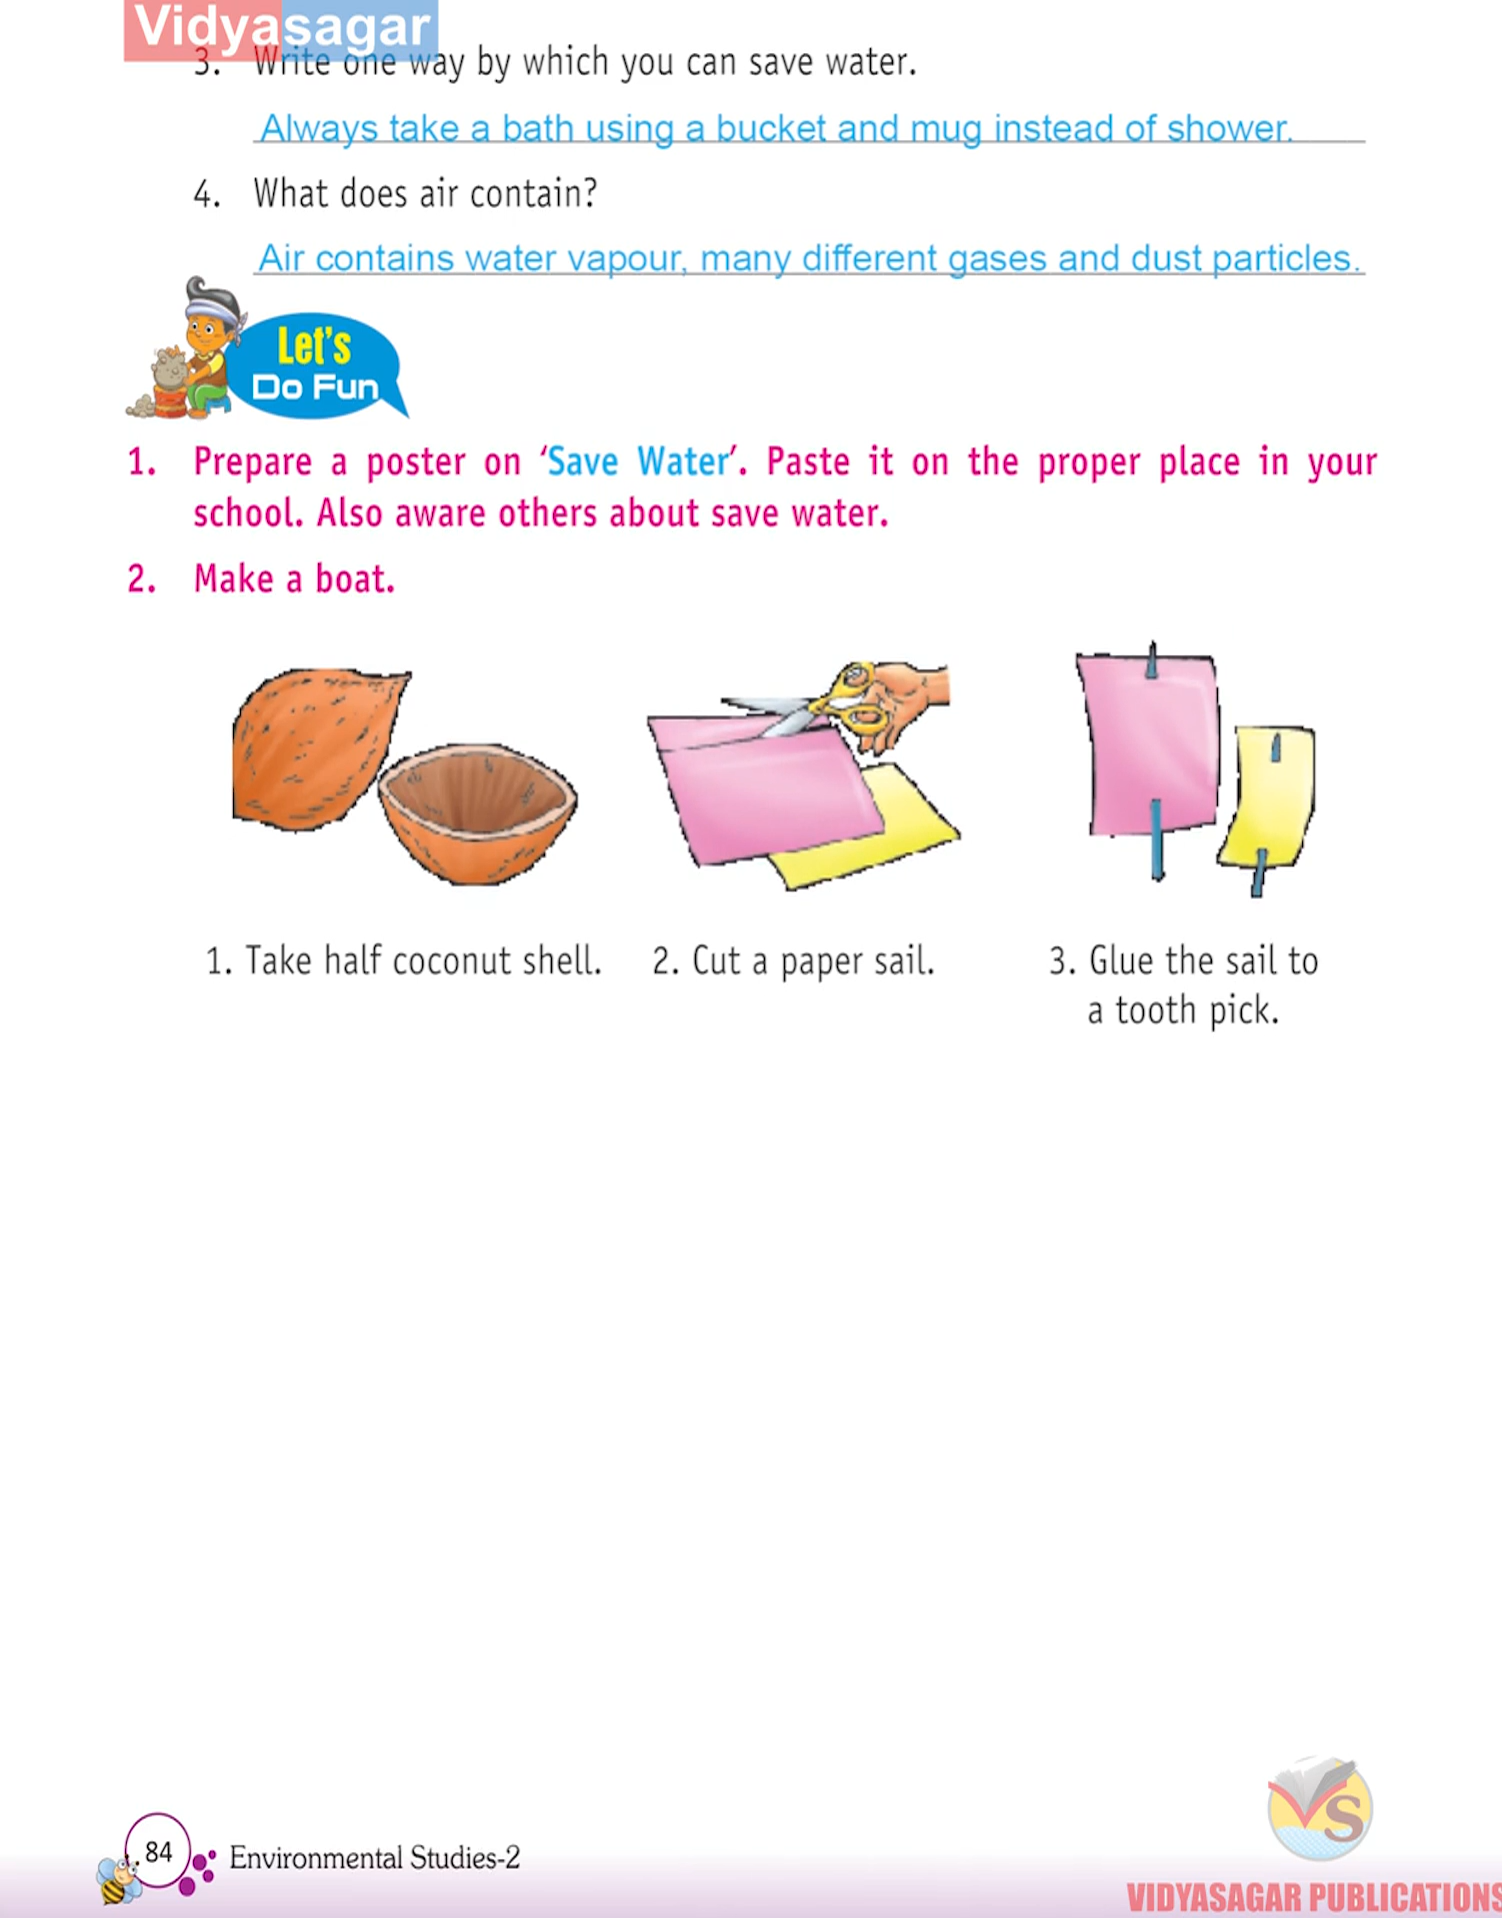 Vidyasagar
3. Write one way by which you can save water.
Always take a bath using a bucket and mug instead of shower.
4. What does air contain?
Air contains water vapour, many different gases and dust particles.
Let's
Do Fun
1. Prepare a poster on ‘Save Water’. Paste it on the proper place in your
school. Also aware others about save water.
2. Make a boat.
1. Take half coconut shell. 2. Cut a paper sail. 3. Glue the sail to
a tooth pick.
VS
84 Environmental Studies-2
VIDYASAGAR PUBLICATIONS